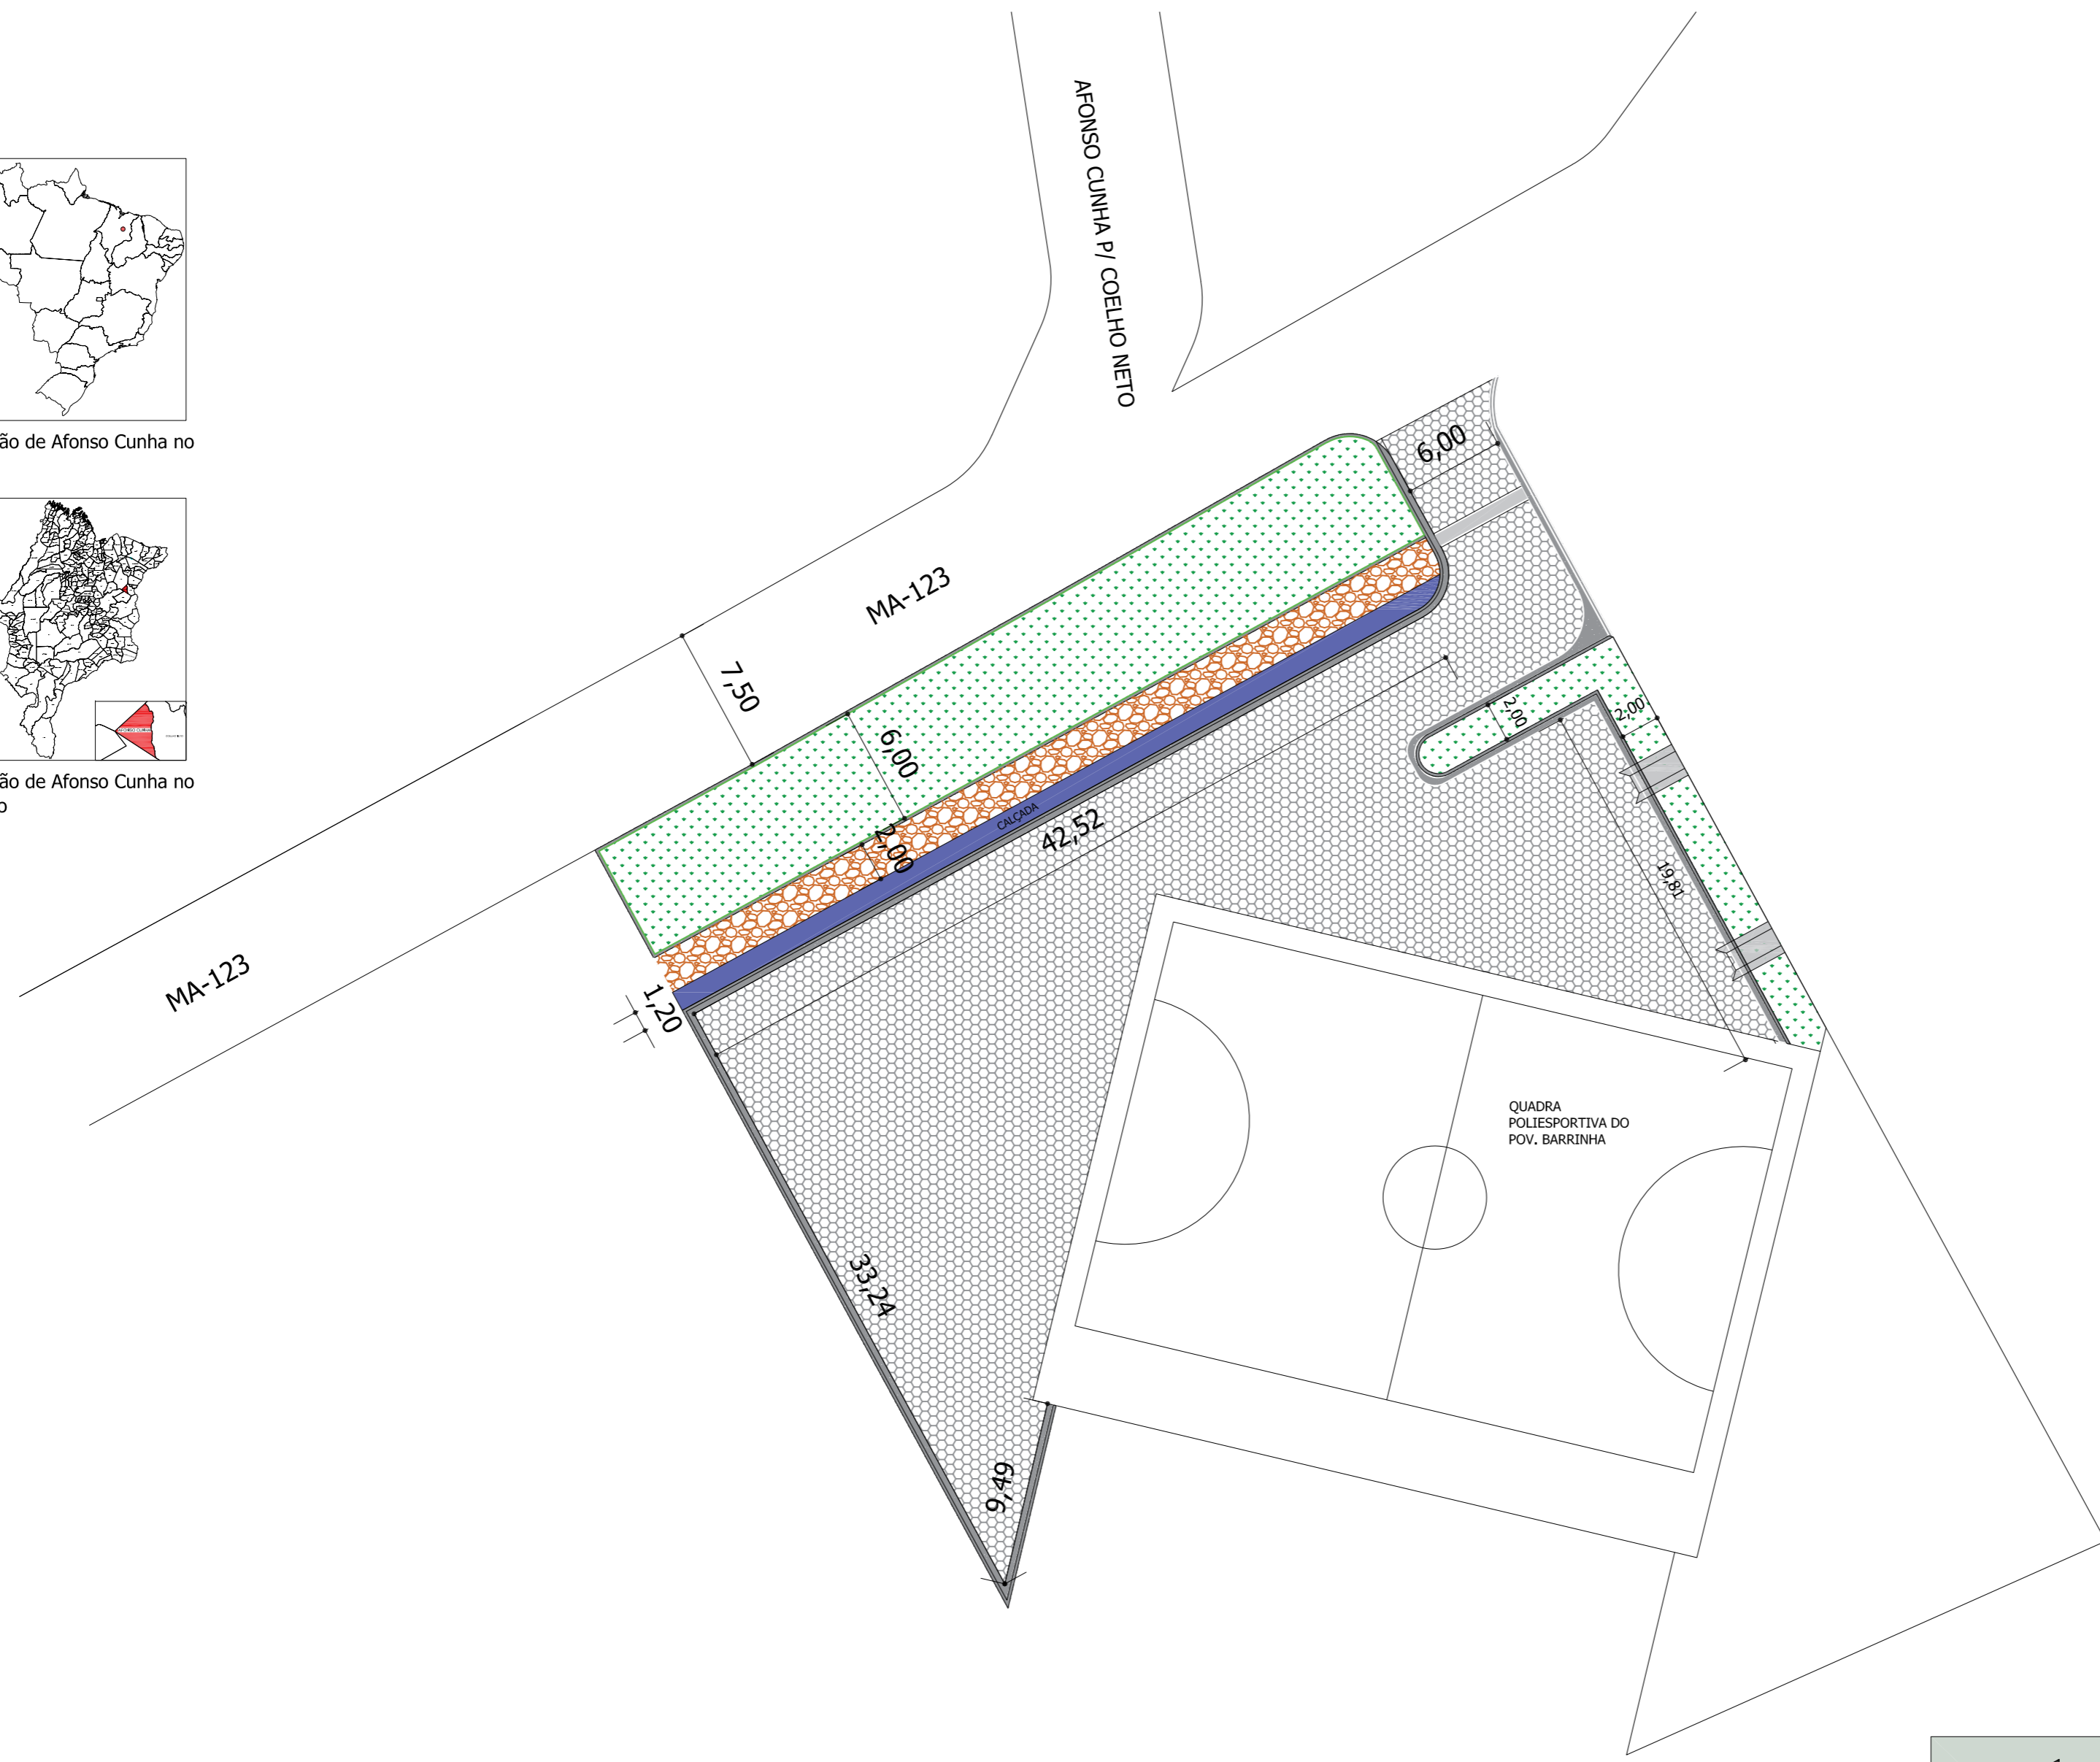 AFONSO CUNHA P/ COELHO NETO
ão de Afonso Cunha no
ão de Afonso Cunha no
o
6,00
MA-123
7,50
6,00
2,00
2,00
2,00
CALÇADA
42,52
19,81
MA-123
1,20
QUADRA
POLIESPORTIVA DO
POV. BARRINHA
33,24
9,49